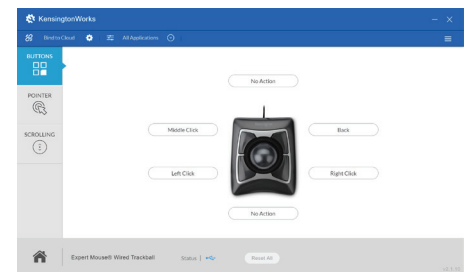 KensingtonWorks
Bind to Cloud
All Applications
BUTTONS
POINTER
SCROLLING
No Action
Middle Click
Back
Left Click
Right Click
No Action
Expert Mouse® Wired Trackball
Status |
Reset All